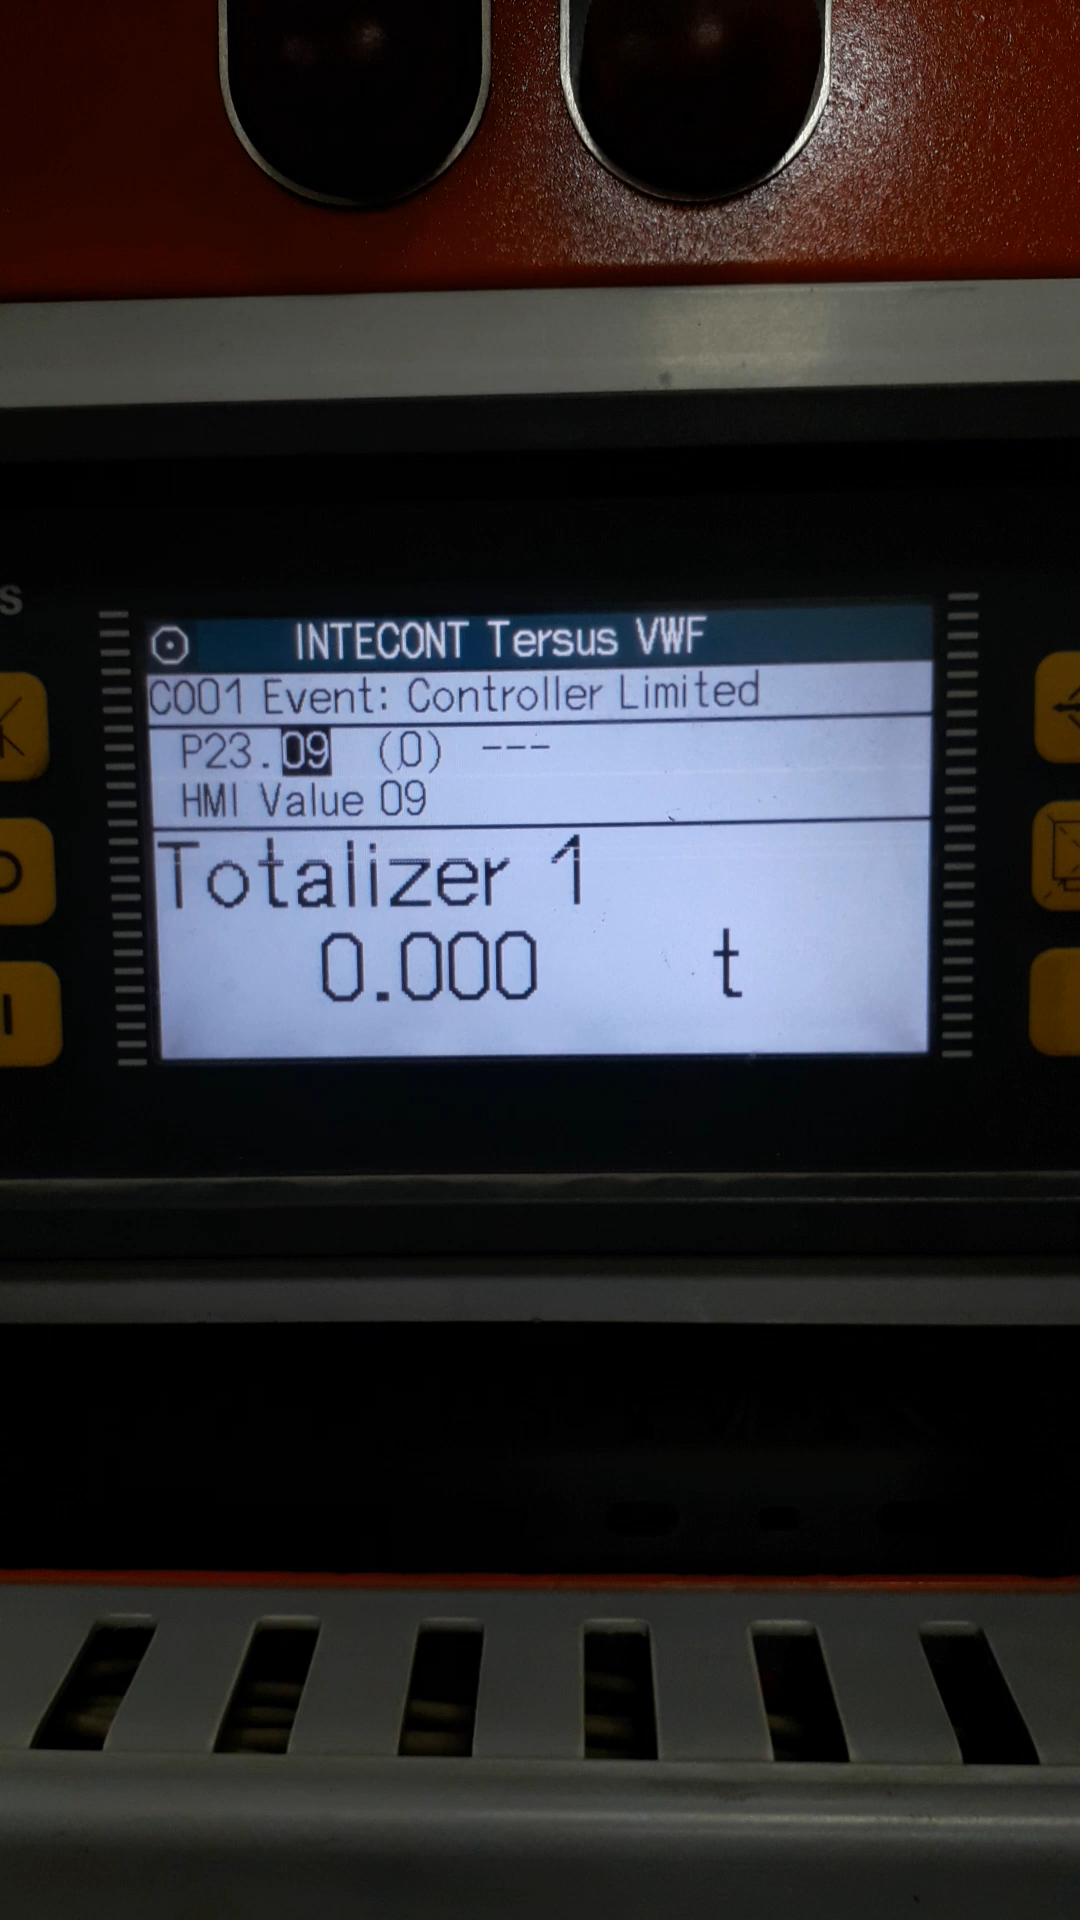 S
INTECONT Tersus VWF
C001 Event: Controller Limited
P23.09 (0) ---
HMI Value 09
Totalizer 1
0.000 t